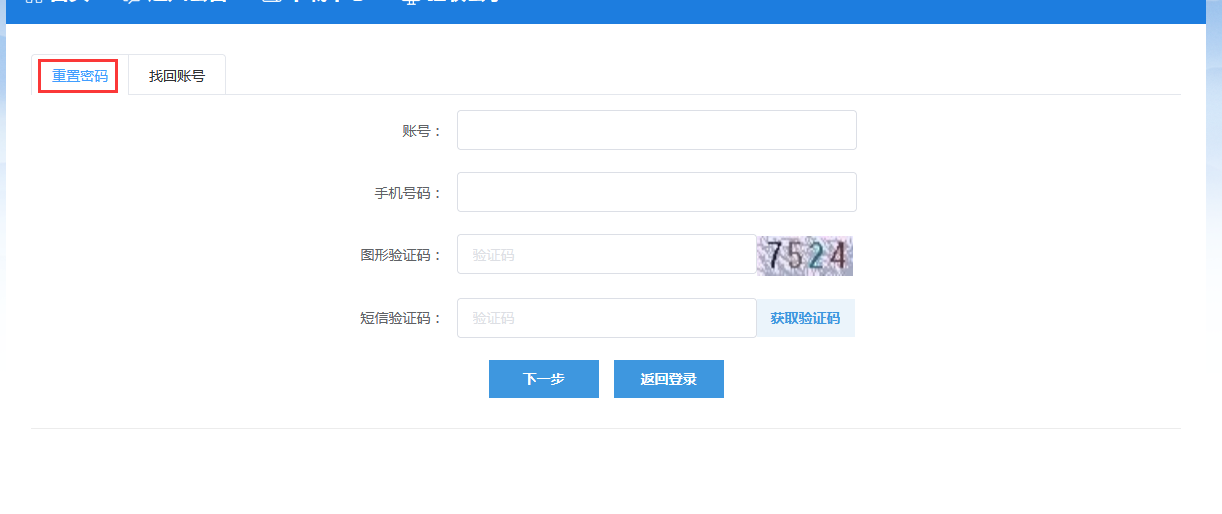 重置密码 找回账号
账号：
手机号码：
图形验证码： 验证码 7524
短信验证码： 验证码 获取验证码
下一步 返回登录